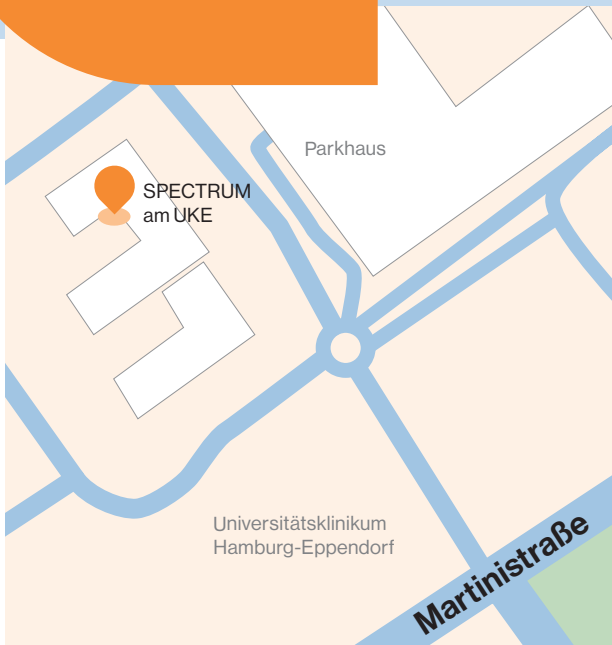 Parkhaus
SPECTRUM
am UKE
Universitätsklinikum
Hamburg-Eppendorf
Martinistraße